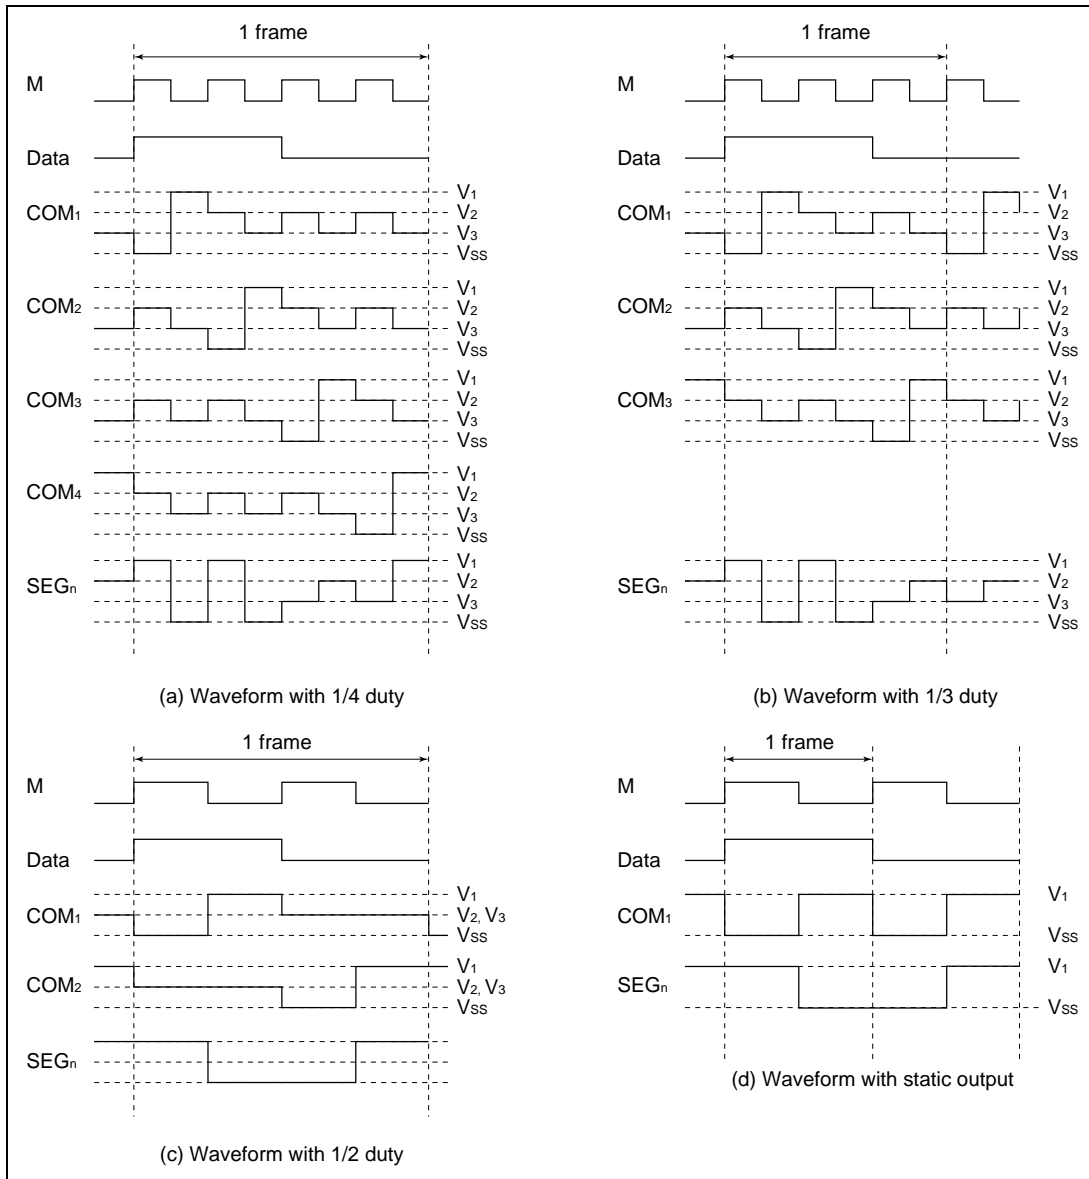 1 frame
M
Data
COM1
V1
V2
V3
VSS
COM2
V1
V2
V3
VSS
COM3
V1
V2
V3
VSS
COM4
V1
V2
V3
VSS
SEGn
V1
V2
V3
VSS
(a) Waveform with 1/4 duty
1 frame
M
Data
COM1
V1
V2
V3
VSS
COM2
V1
V2
V3
VSS
COM3
V1
V2
V3
VSS
SEGn
V1
V2
V3
VSS
(b) Waveform with 1/3 duty
1 frame
M
Data
COM1
V1
V2, V3
VSS
COM2
V1
V2, V3
VSS
SEGn
(c) Waveform with 1/2 duty
1 frame
M
Data
COM1
V1
VSS
SEGn
V1
VSS
(d) Waveform with static output